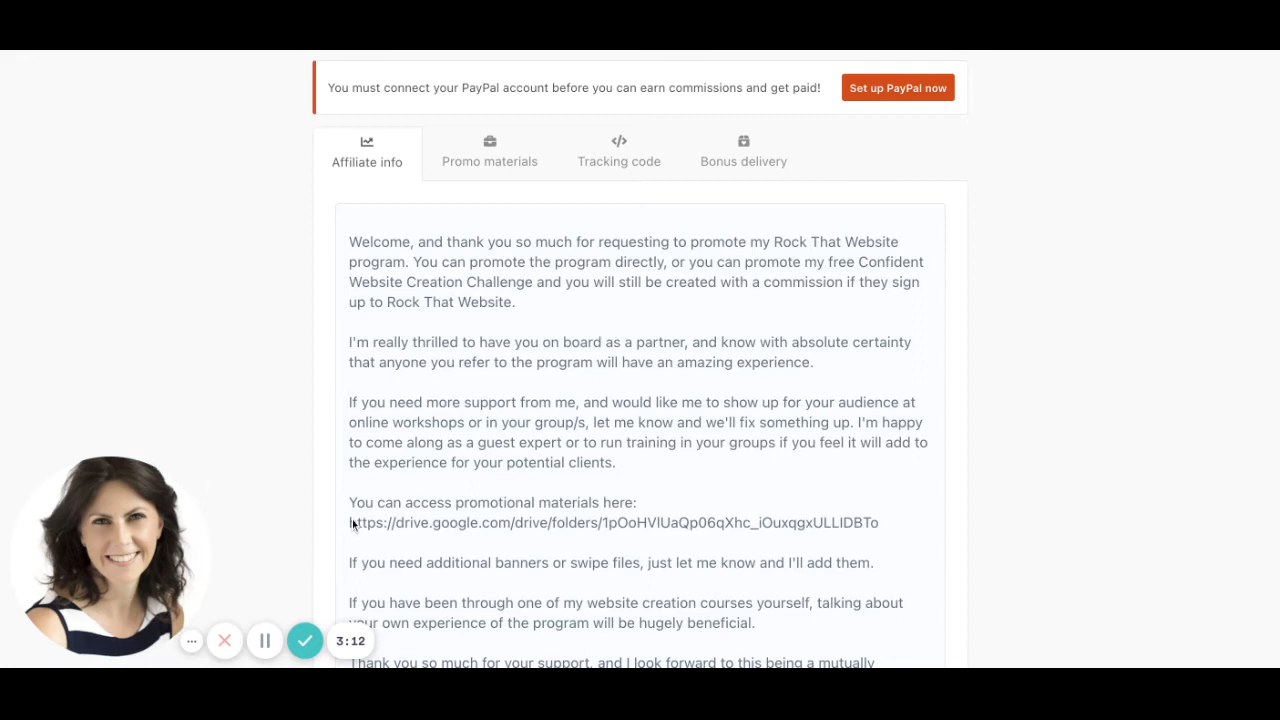 You must connect your PayPal account before you can earn commissions and get paid!
Set up PayPal now
Affiliate info
Promo materials
Tracking code
Bonus delivery
Welcome, and thank you so much for requesting to promote my Rock That Website
program. You can promote the program directly, or you can promote my free Confident
Website Creation Challenge and you will still be created with a commission if they sign
up to Rock That Website.
I'm really thrilled to have you on board as a partner, and know with absolute certainty
that anyone you refer to the program will have an amazing experience.
If you need more support from me, and would like me to show up for your audience at
online workshops or in your group/s, let me know and we'll fix something up. I'm happy
to come along as a guest expert or to run training in your groups if you feel it will add to
the experience for your potential clients.
You can access promotional materials here:
https://drive.google.com/drive/folders/1pOoHVlUaQp06qXhc_iOuxqgxULLIDBTo
If you need additional banners or swipe files, just let me know and I'll add them.
If you have been through one of my website creation courses yourself, talking about
your own experience of the program will be hugely beneficial.
Thank you so much for your support, and I look forward to this being a mutually
3:12